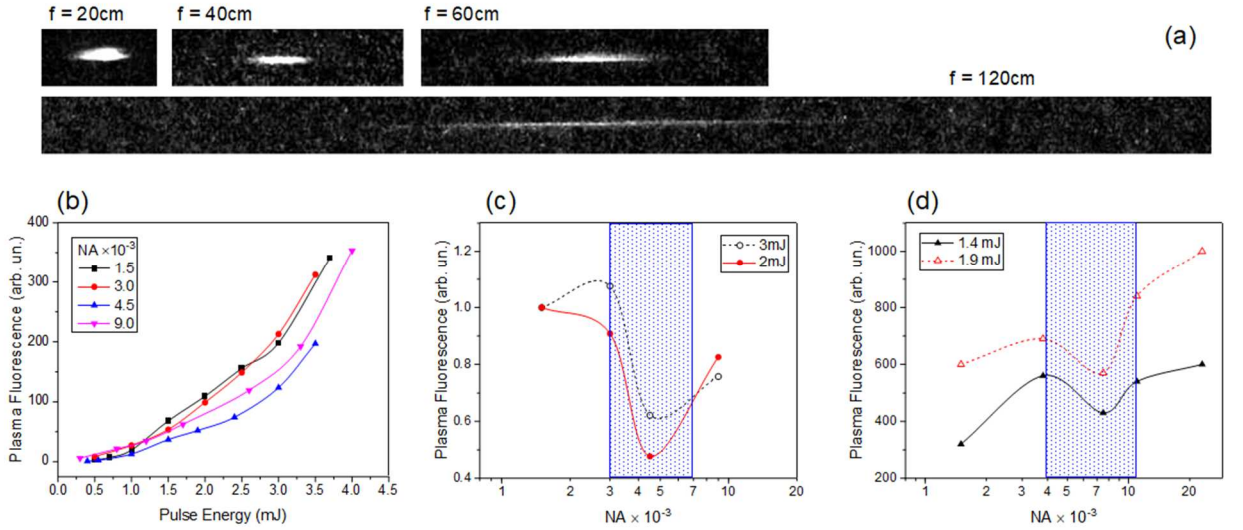 f = 20cm
f = 40cm
f = 60cm
(a)
f = 120cm
(b)
(c)
(d)
Plasma Fluorescence (arb. un.)
400
300
200
100
0
NA ×10-3
1.5
3.0
4.5
9.0
0.0 0.5 1.0 1.5 2.0 2.5 3.0 3.5 4.0 4.5
Pulse Energy (mJ)
Plasma Fluorescence (arb. un.)
1.2
1.0
0.8
0.6
0.4
3mJ
2mJ
1 2 3 4 5 7 10 20
NA × 10-3
Plasma Fluorescence (arb. un.)
1000
800
600
400
200
1.4 mJ
1.9 mJ
1 2 3 4 5 7 10 20
NA × 10-3